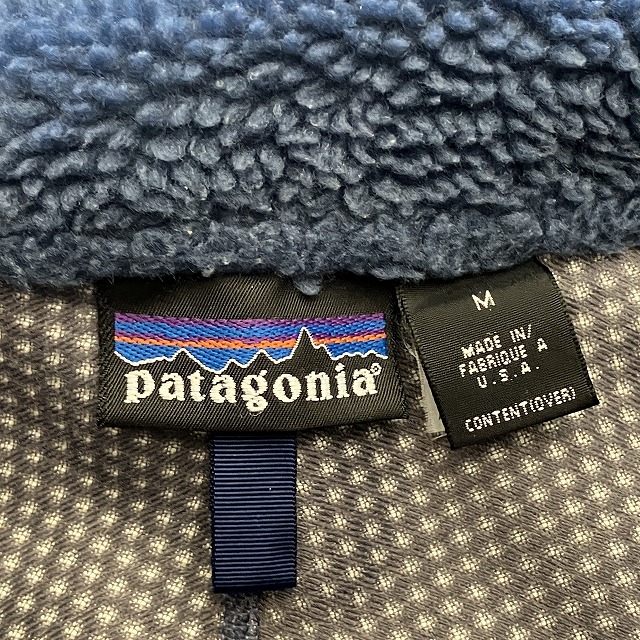 patagonia®
M
MADE IN/
FABRIQUE A
U.S.A.
CONTENT(OVER)